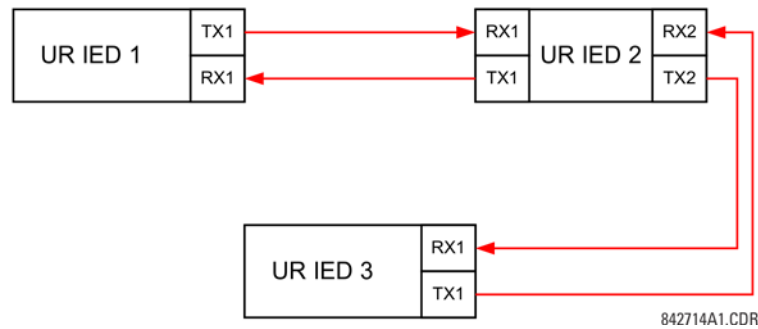 UR IED 1
TX1
RX1
RX1
TX1
UR IED 2
RX2
TX2
UR IED 3
RX1
TX1
842714A1.CDR